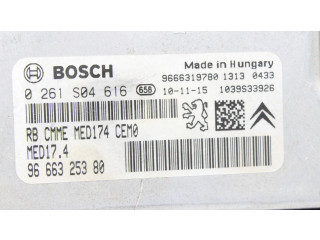 BOSCH
Made in Hungary
9666319780 1313 0433
0 261 S04 616 656 10-11-15 1039S33926
RB CMME MED174 CEM0
MED17.4
96 663 253 80